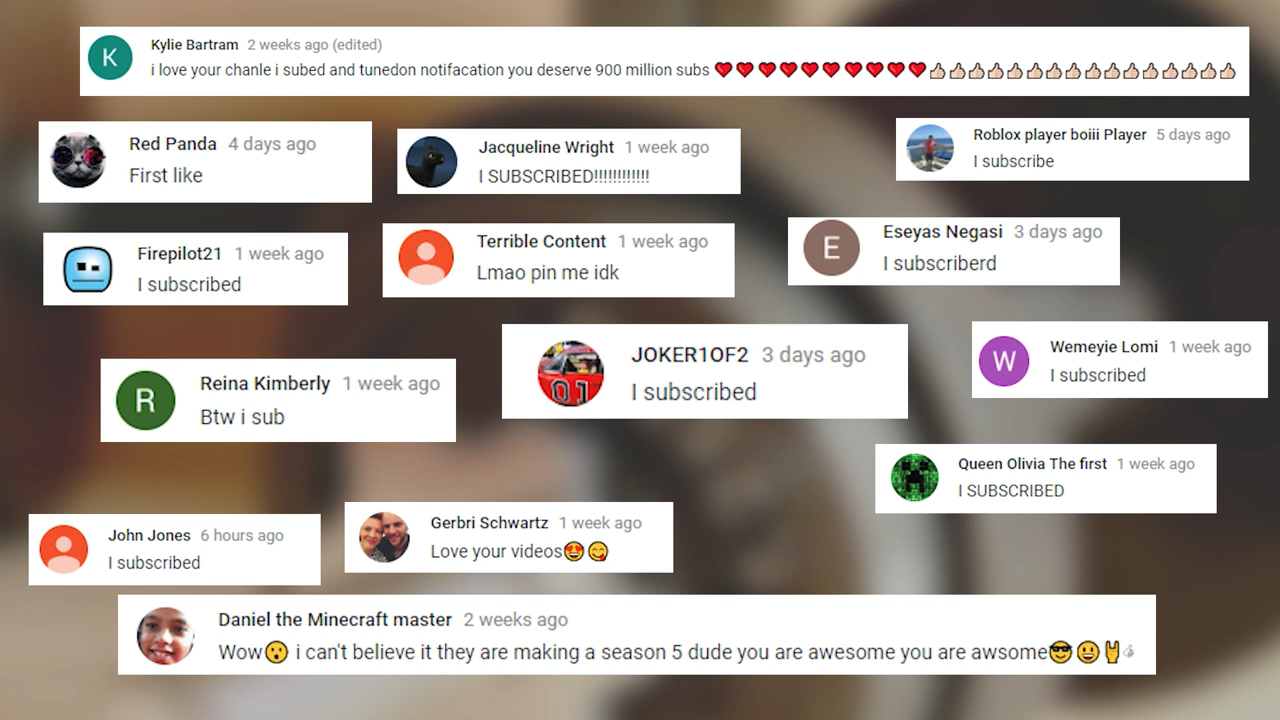 K
Kylie Bartram 2 weeks ago (edited)
i love your chanle i subed and tunedon notifacation you deserve 900 million subs ❤❤❤❤❤❤❤❤❤❤👍🏻👍🏻👍🏻👍🏻👍🏻👍🏻👍🏻👍🏻👍🏻👍🏻👍🏻👍🏻👍🏻👍🏻👍🏻👍🏻
Red Panda 4 days ago
First like
Jacqueline Wright 1 week ago
I SUBSCRIBED!!!!!!!!!!!!
Roblox player boiii Player 5 days ago
I subscribe
Firepilot21 1 week ago
I subscribed
Terrible Content 1 week ago
Lmao pin me idk
E
Eseyas Negasi 3 days ago
I subscriberd
R
Reina Kimberly 1 week ago
Btw i sub
01
JOKER1OF2 3 days ago
I subscribed
W
Wemeyie Lomi 1 week ago
I subscribed
Queen Olivia The first 1 week ago
I SUBSCRIBED
John Jones 6 hours ago
I subscribed
Gerbri Schwartz 1 week ago
Love your videos😍😋
Daniel the Minecraft master 2 weeks ago
Wow😮 i can't believe it they are making a season 5 dude you are awesome you are awsome😎😃🤘